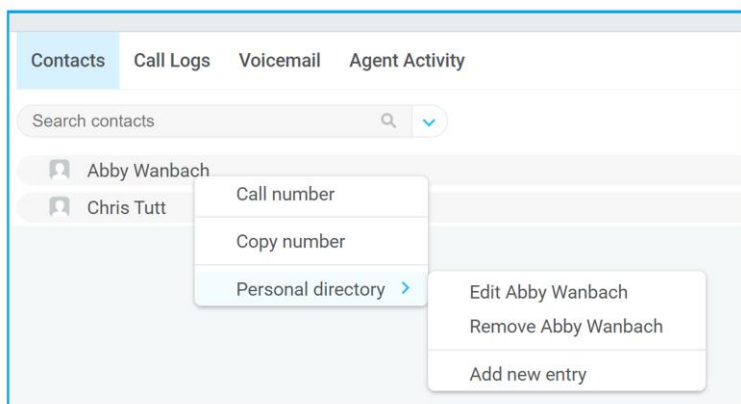 Contacts Call Logs Voicemail Agent Activity
Search contacts
Abby Wanbach
Call number
Chris Tutt
Copy number
Personal directory
Edit Abby Wanbach
Remove Abby Wanbach
Add new entry